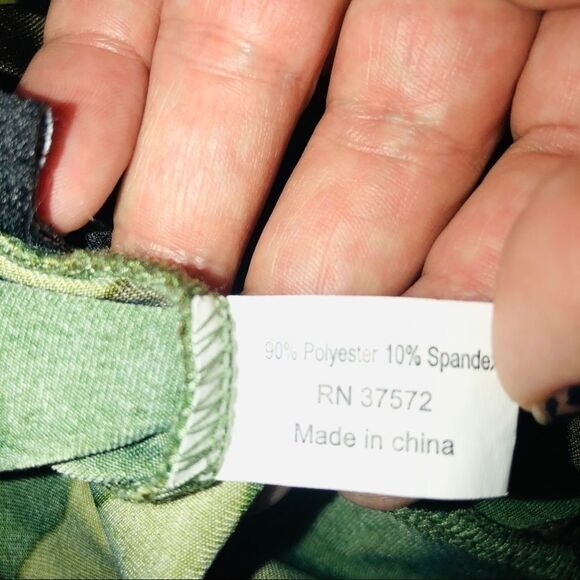 90% Polyester 10% Spandex
RN 37572
Made in china